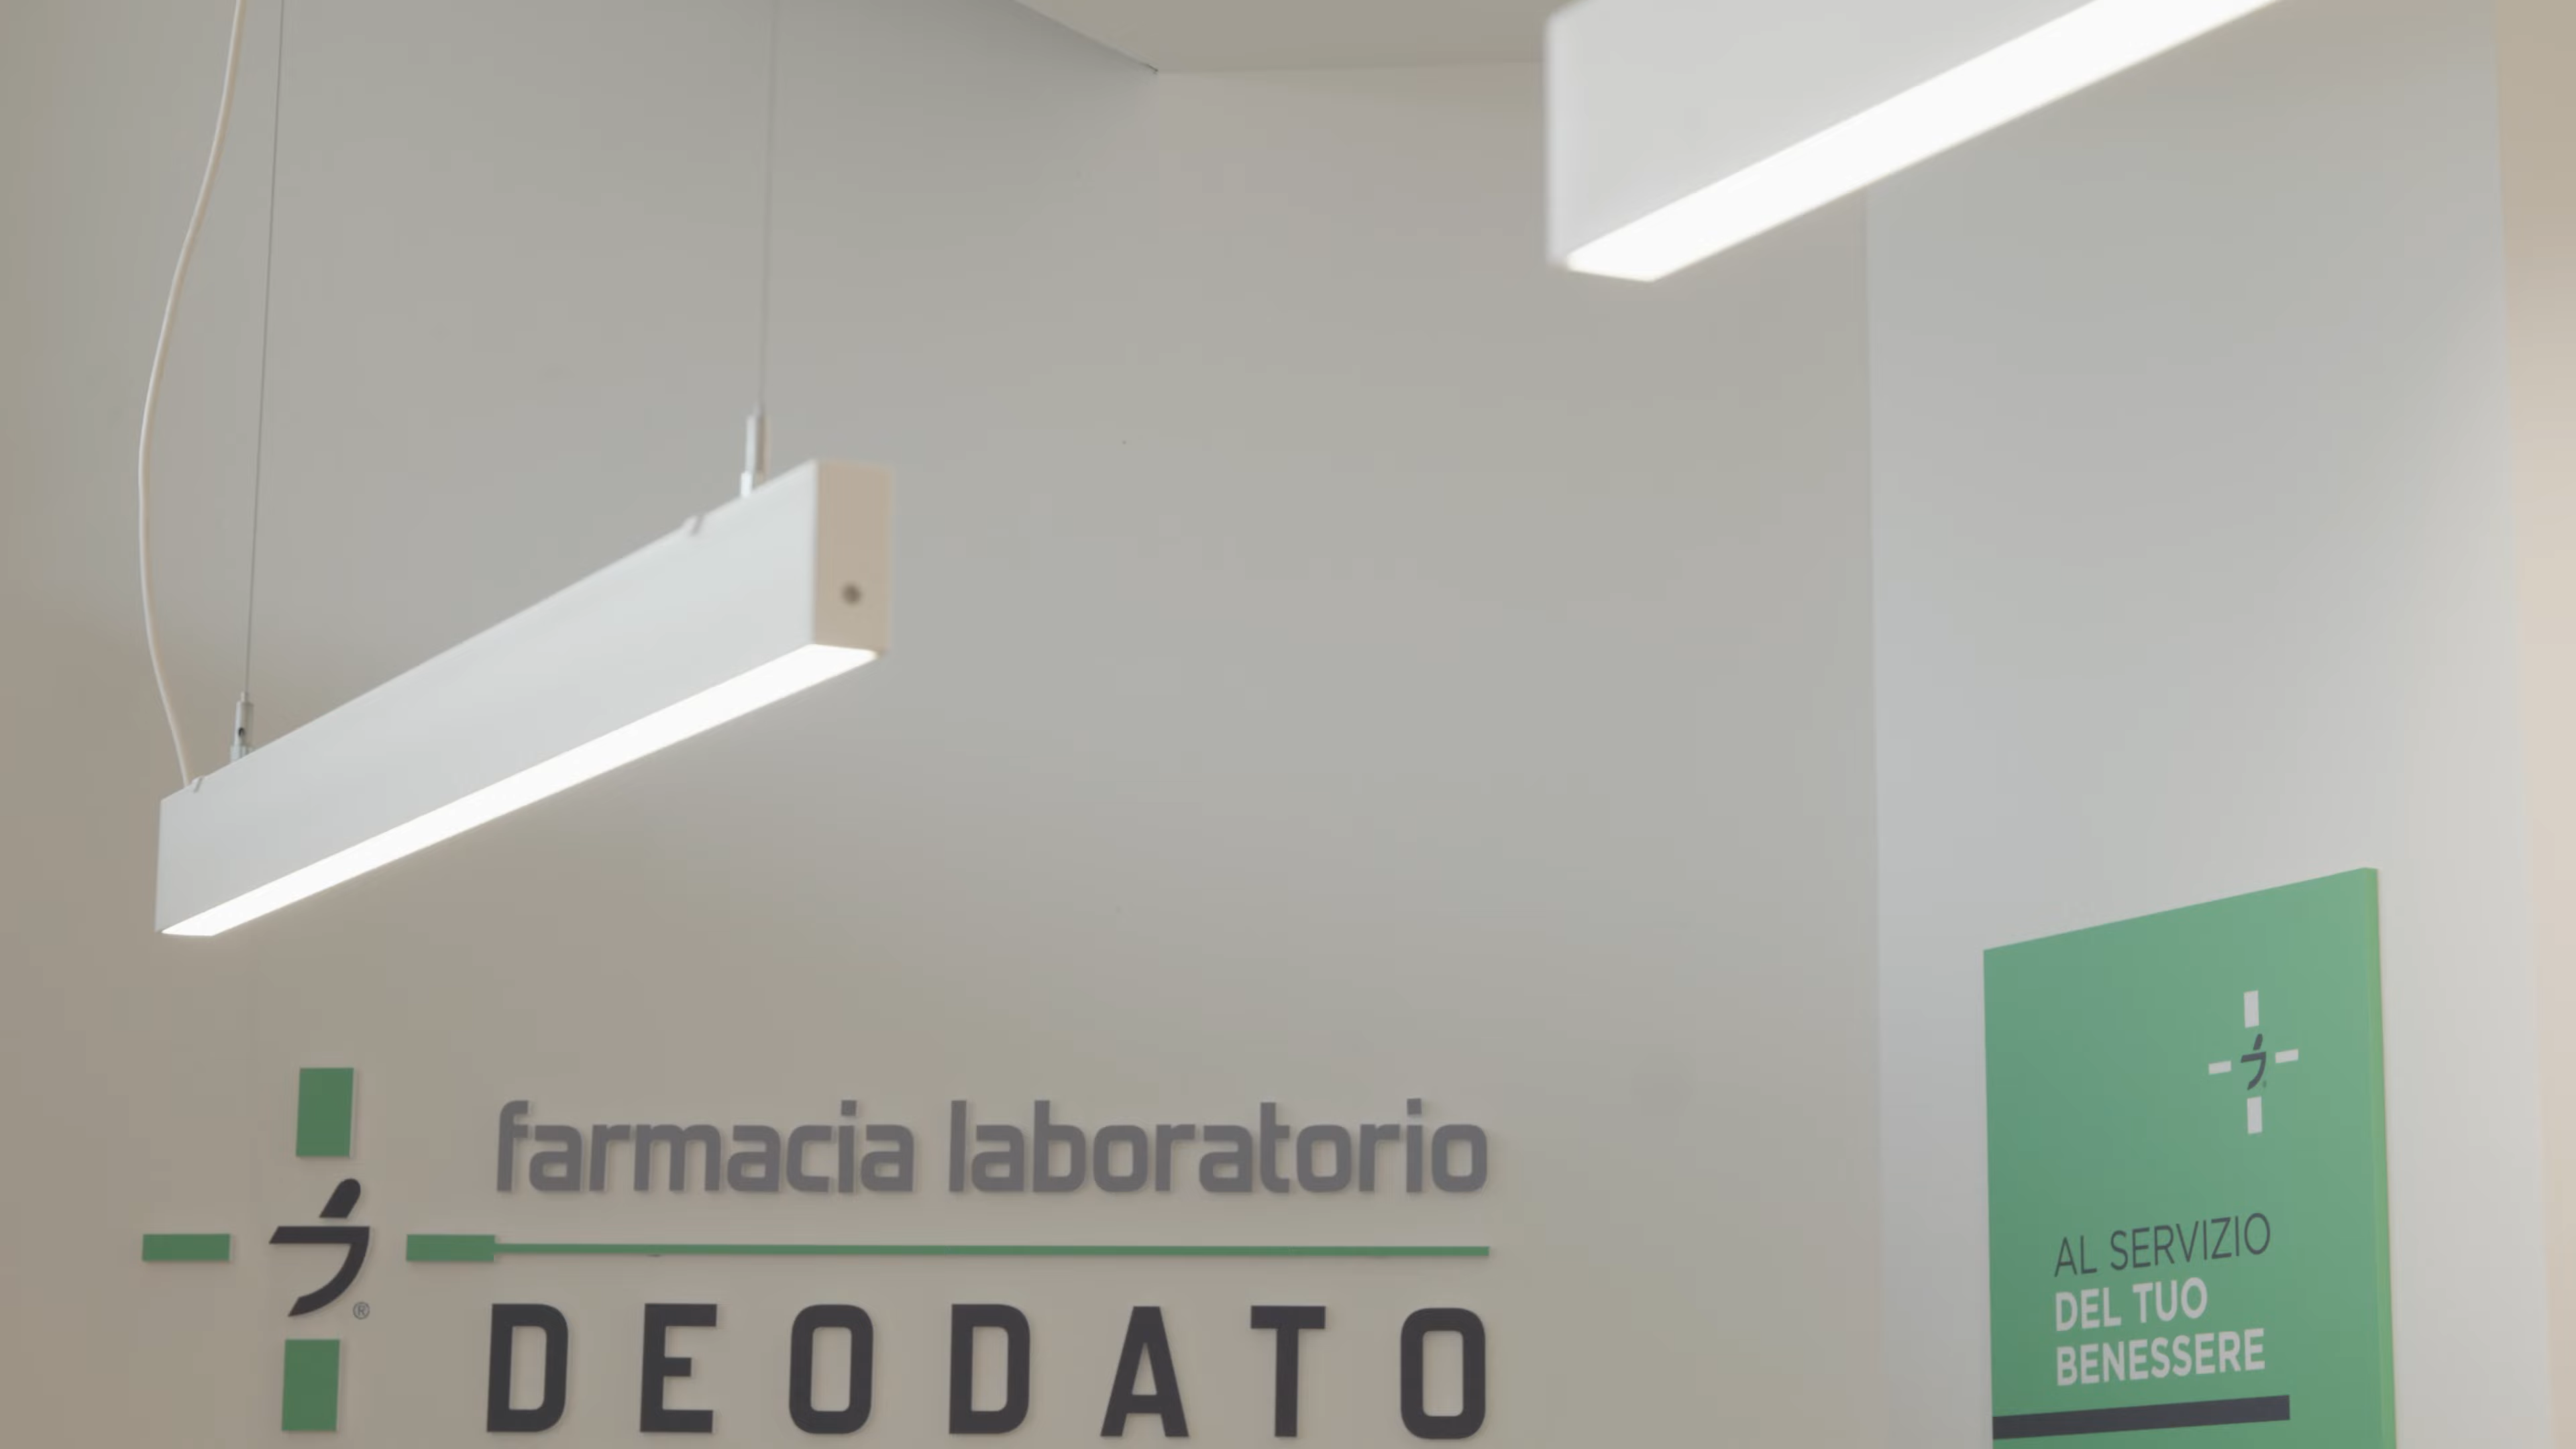 farmacia laboratorio
®
DEODATO
AL SERVIZIO
DEL TUO
BENESSERE